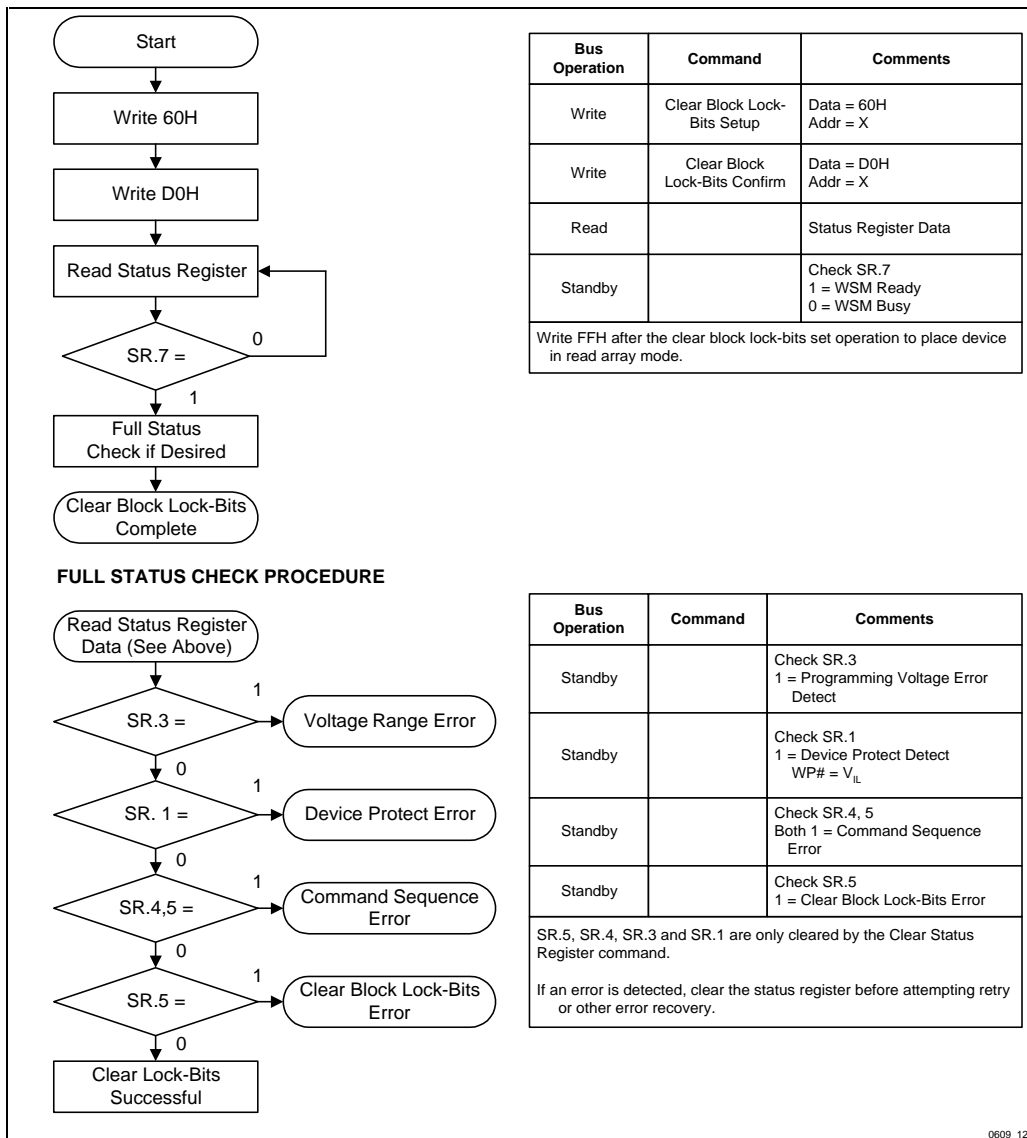 Start
Write 60H
Write D0H
Read Status Register
SR.7 =
0
1
Full Status
Check if Desired
Clear Block Lock-Bits
Complete
Bus
Operation
Command
Comments
Write
Clear Block Lock-
Bits Setup
Data = 60H
Addr = X
Write
Clear Block
Lock-Bits Confirm
Data = D0H
Addr = X
Read
Status Register Data
Standby
Check SR.7
1 = WSM Ready
0 = WSM Busy
Write FFH after the clear block lock-bits set operation to place device
in read array mode.
FULL STATUS CHECK PROCEDURE
Read Status Register
Data (See Above)
SR.3 =
1
Voltage Range Error
0
SR. 1 =
1
Device Protect Error
0
SR.4,5 =
1
Command Sequence
Error
0
SR.5 =
1
Clear Block Lock-Bits
Error
0
Clear Lock-Bits
Successful
Bus
Operation
Command
Comments
Standby
Check SR.3
1 = Programming Voltage Error
Detect
Standby
Check SR.1
1 = Device Protect Detect
WP# = VIL
Standby
Check SR.4, 5
Both 1 = Command Sequence
Error
Standby
Check SR.5
1 = Clear Block Lock-Bits Error
SR.5, SR.4, SR.3 and SR.1 are only cleared by the Clear Status
Register command.
If an error is detected, clear the status register before attempting retry
or other error recovery.
0609_12